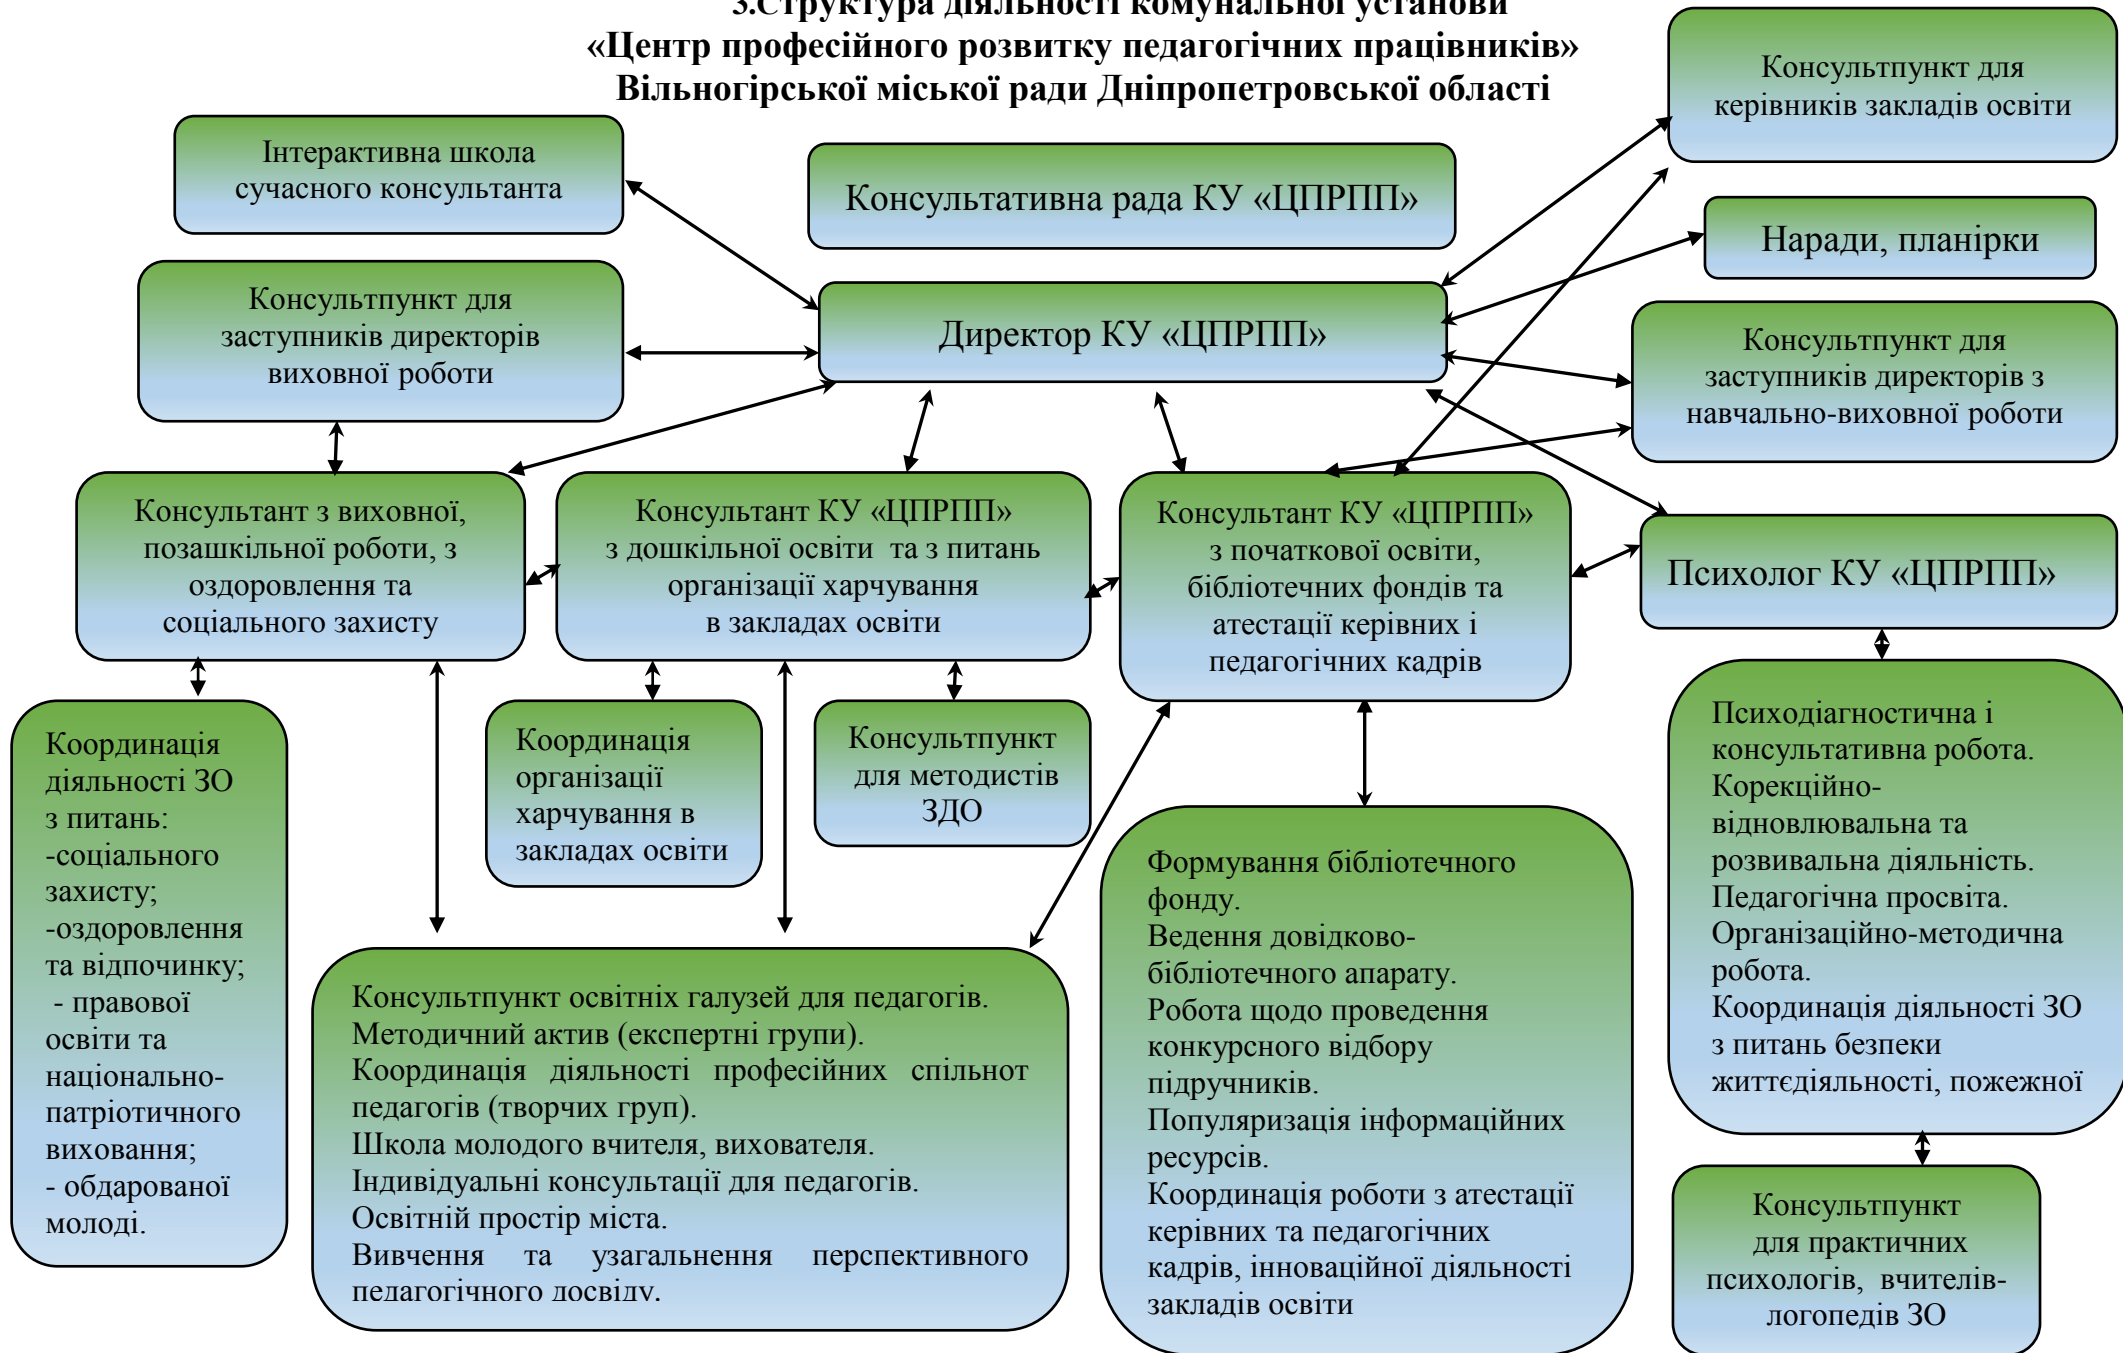 3.Структура діяльності комунальної установи
«Центр професійного розвитку педагогічних працівників»
Вільногірської міської ради Дніпропетровської області
Консультпункт для
керівників закладів освіти
Інтерактивна школа
сучасного консультанта
Консультативна рада КУ «ЦПРПП»
Наради, планірки
Консультпункт для
заступників директорів
виховної роботи
Директор КУ «ЦПРПП»
Консультпункт для
заступників директорів з
навчально-виховної роботи
Консультант з виховної,
позашкільної роботи, з
оздоровлення та
соціального захисту
Консультант КУ «ЦПРПП»
з дошкільної освіти та з питань
організації харчування
в закладах освіти
Консультант КУ «ЦПРПП»
з початкової освіти,
бібліотечних фондів та
атестації керівних і
педагогічних кадрів
Психолог КУ «ЦПРПП»
Координація
діяльності ЗО
з питань:
-соціального
захисту;
-оздоровлення
та відпочинку;
- правової
освіти та
національно-
патріотичного
виховання;
- обдарованої
молоді.
Координація
організації
харчування в
закладах освіти
Консультпункт
для методистів
ЗДО
Консультпункт освітніх галузей для педагогів.
Методичний актив (експертні групи).
Координація діяльності професійних спільнот
педагогів (творчих груп).
Школа молодого вчителя, вихователя.
Індивідуальні консультації для педагогів.
Освітній простір міста.
Вивчення та узагальнення перспективного
педагогічного досвіду.
Формування бібліотечного
фонду.
Ведення довідково-
бібліотечного апарату.
Робота щодо проведення
конкурсного відбору
підручників.
Популяризація інформаційних
ресурсів.
Координація роботи з атестації
керівних та педагогічних
кадрів, інноваційної діяльності
закладів освіти
Психодіагностична і
консультативна робота.
Корекційно-
відновлювальна та
розвивальна діяльність.
Педагогічна просвіта.
Організаційно-методична
робота.
Координація діяльності ЗО
з питань безпеки
життєдіяльності, пожежної
Консультпункт
для практичних
психологів, вчителів-
логопедів ЗО